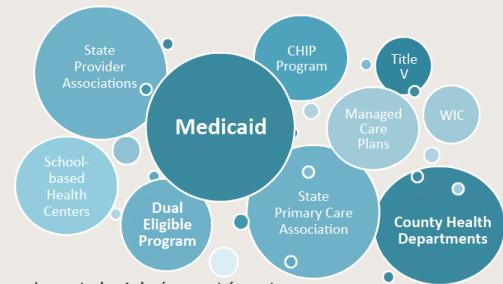 State
Provider
Associations
CHIP
Program
Title
V
Medicaid
Managed
Care
Plans
WIC
School-
based
Health
Centers
Dual
Eligible
Program
State
Primary Care
Association
County Health
Departments